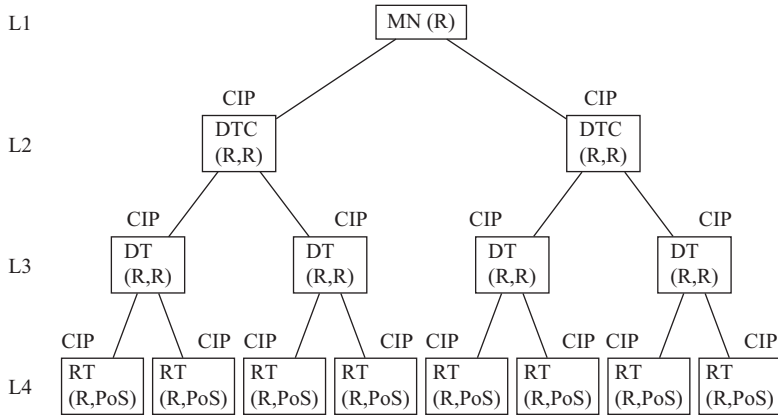 L1
MN (R)
CIP CIP
L2
DTC DTC
(R,R) (R,R)
CIP CIP CIP CIP
L3
DT DT DT DT
(R,R) (R,R) (R,R) (R,R)
CIP CIP CIP CIP CIP CIP CIP CIP
L4
RT RT RT RT RT RT RT RT
(R,PoS) (R,PoS) (R,PoS) (R,PoS) (R,PoS) (R,PoS) (R,PoS) (R,PoS)